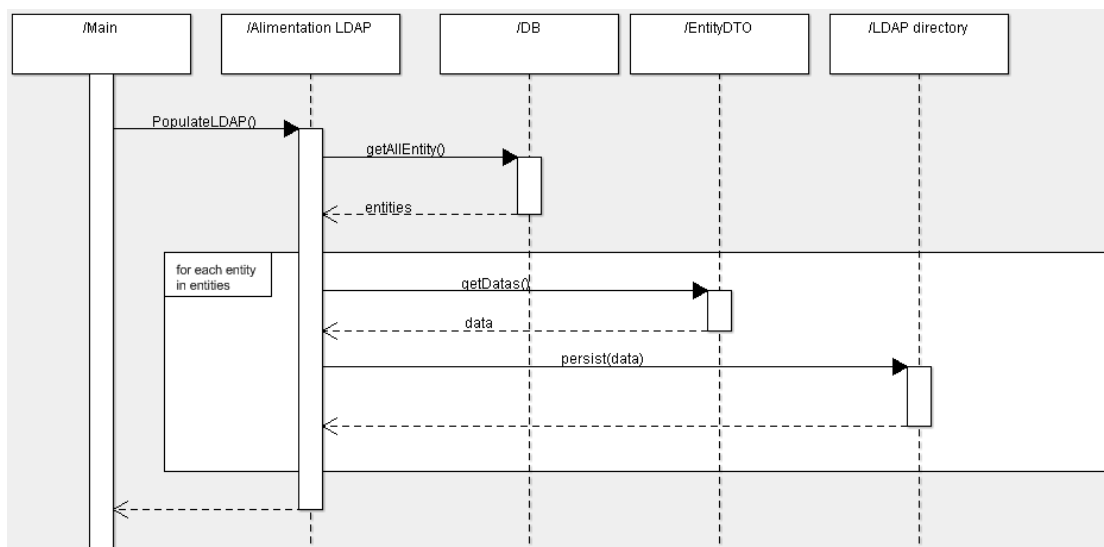 /Main
/Alimentation LDAP
/DB
/EntityDTO
/LDAP directory
PopulateLDAP()
getAllEntity()
entities
for each entity
in entities
getDatas()
data
persist(data)